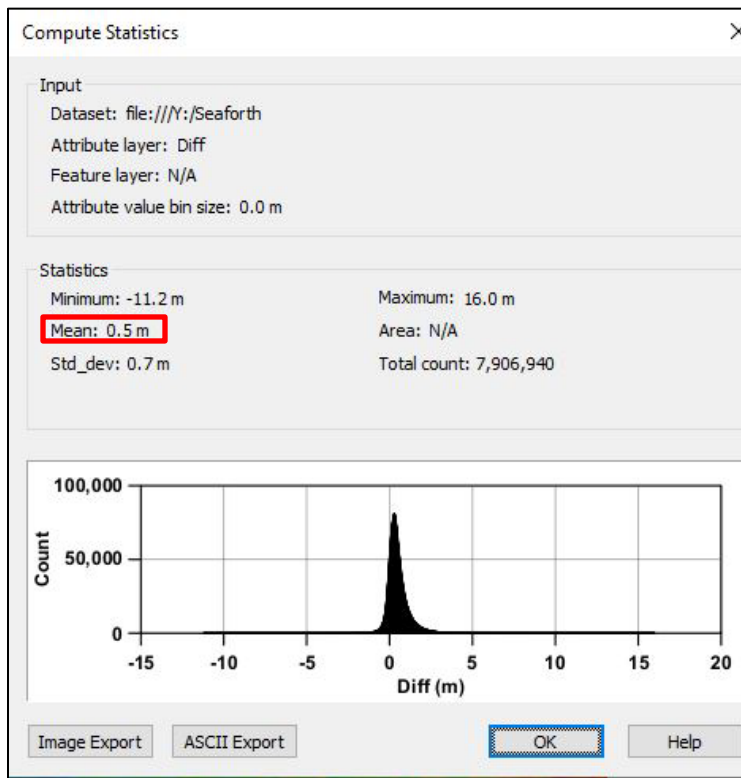 Compute Statistics
Input
Dataset: file:///Y:/Seaforth
Attribute layer: Diff
Feature layer: N/A
Attribute value bin size: 0.0 m
Statistics
Minimum: -11.2 m
Maximum: 16.0 m
Mean: 0.5 m
Area: N/A
Std_dev: 0.7 m
Total count: 7,906,940
100,000
50,000
0
Count
-15 -10 -5 0 5 10 15 20
Diff (m)
Image Export ASCII Export OK Help